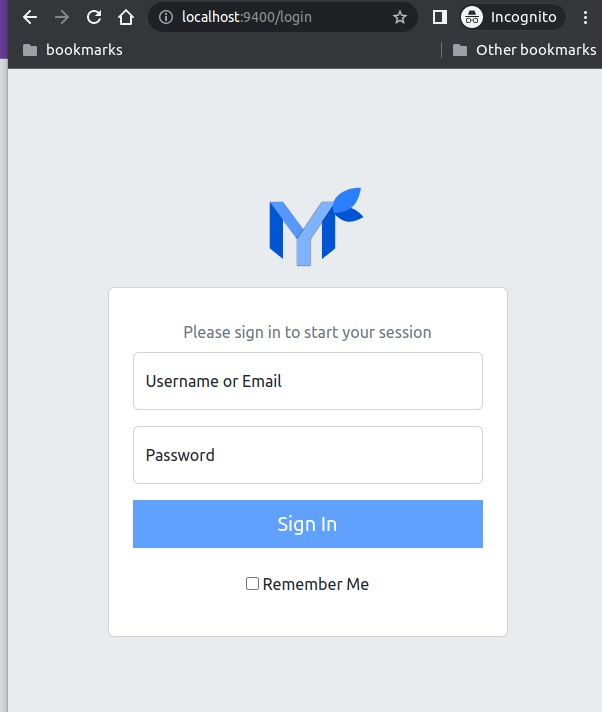 localhost:9400/login
Incognito
bookmarks
Other bookmarks
Please sign in to start your session
Username or Email
Password
Sign In
Remember Me